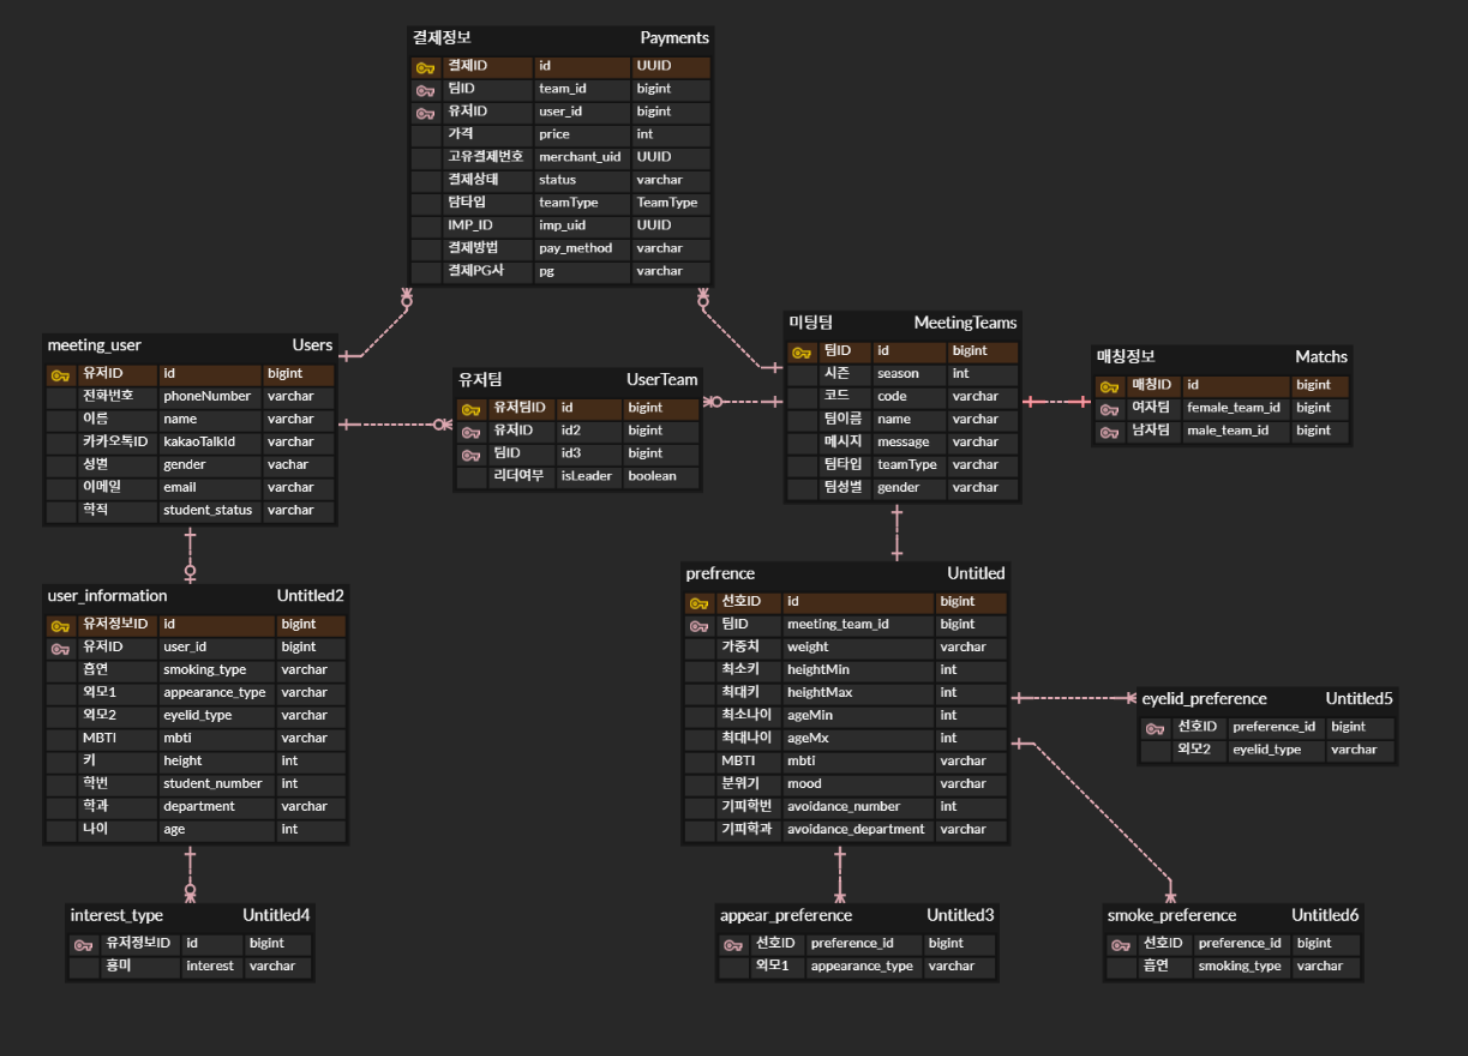 결제정보 Payments
결제ID id UUID
팀ID team_id bigint
유저ID user_id bigint
가격 price int
고유결제번호 merchant_uid UUID
결제상태 status varchar
탐타입 teamType TeamType
IMP_ID imp_uid UUID
결제방법 pay_method varchar
결제PG사 pg varchar
meeting_user Users
유저ID id bigint
전화번호 phoneNumber varchar
이름 name varchar
카카오톡ID kakaoTalkId varchar
성별 gender vachar
이메일 email varchar
학적 student_status varchar
유저팀 UserTeam
유저팀ID id bigint
유저ID id2 bigint
팀ID id3 bigint
리더여부 isLeader boolean
미팅팀 MeetingTeams
팀ID id bigint
시즌 season int
코드 code varchar
팀이름 name varchar
메시지 message varchar
팀타입 teamType varchar
팀성별 gender varchar
매칭정보 Matchs
매칭ID id bigint
여자팀 female_team_id bigint
남자팀 male_team_id bigint
user_information Untitled2
유저정보ID id bigint
유저ID user_id bigint
흡연 smoking_type varchar
외모1 appearance_type varchar
외모2 eyelid_type varchar
MBTI mbti varchar
키 height int
학번 student_number int
학과 department varchar
나이 age int
prefrence Untitled
선호ID id bigint
팀ID meeting_team_id bigint
가중치 weight varchar
최소키 heightMin int
최대키 heightMax int
최소나이 ageMin int
최대나이 ageMx int
MBTI mbti varchar
분위기 mood varchar
기피학번 avoidance_number int
기피학과 avoidance_department varchar
eyelid_preference Untitled5
선호ID preference_id bigint
외모2 eyelid_type varchar
interest_type Untitled4
유저정보ID id bigint
흥미 interest varchar
appear_preference Untitled3
선호ID preference_id bigint
외모1 appearance_type varchar
smoke_preference Untitled6
선호ID preference_id bigint
흡연 smoking_type varchar